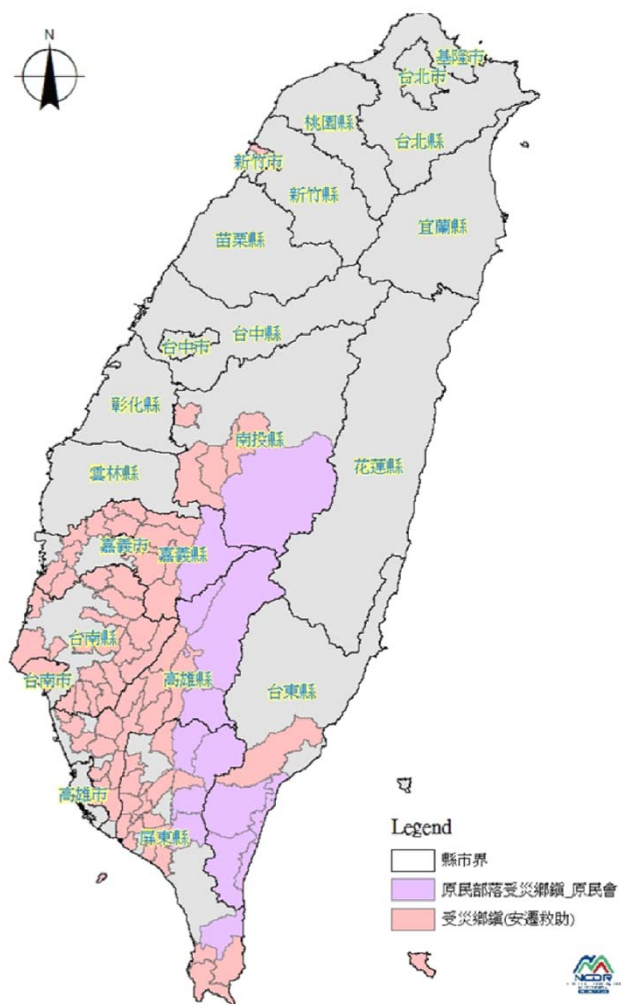 N
基隆市
台北市
桃園縣
台北縣
新竹市
新竹縣
宜蘭縣
苗栗縣
台中縣
台中市
彰化縣
南投縣
花蓮縣
雲林縣
嘉義市
嘉義縣
台南縣
台南市
高雄縣
台東縣
高雄市
屏東縣
Legend
縣市界
原民部落受災鄉鎮_原民會
受災鄉鎮(安遷救助)
NCDR